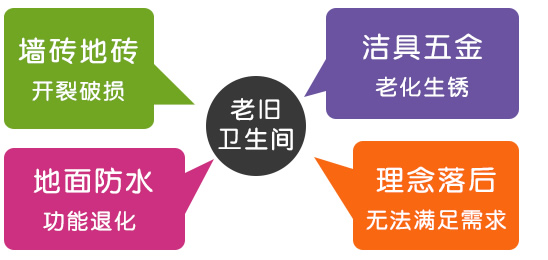 墙砖地砖
开裂破损
洁具五金
老化生锈
老旧
卫生间
地面防水
功能退化
理念落后
无法满足需求